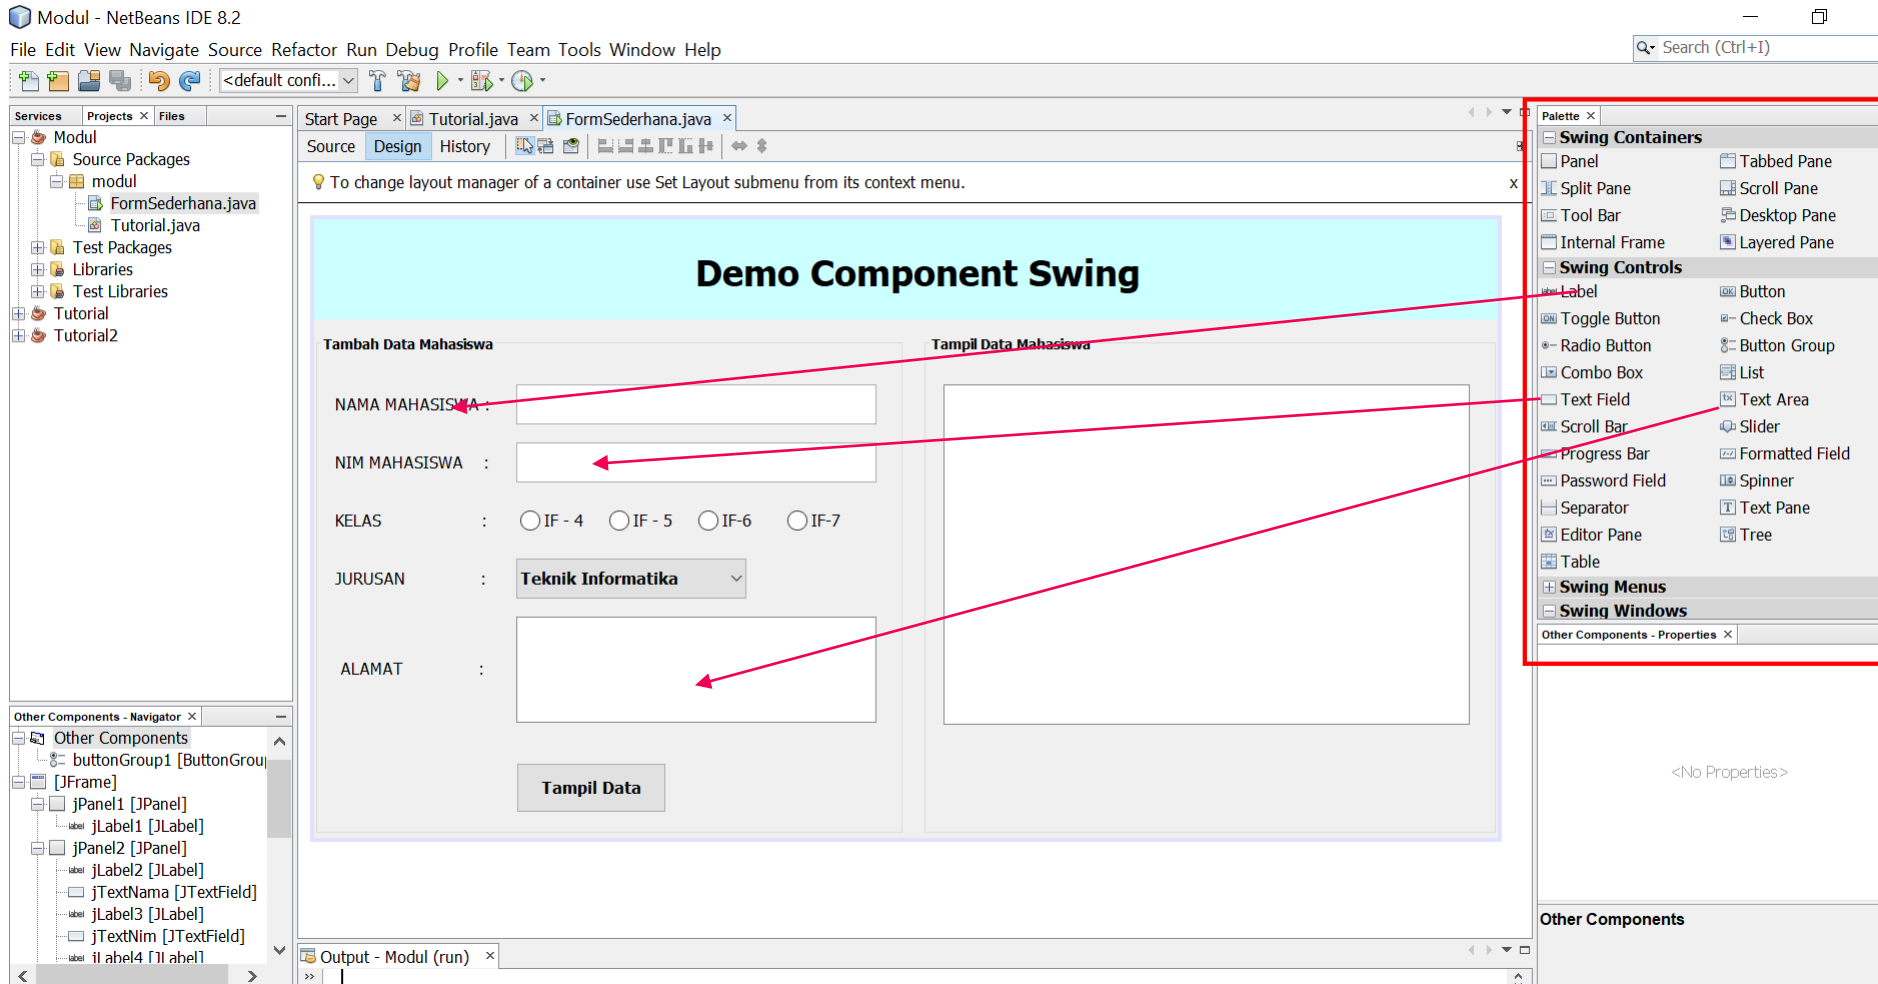 Modul - NetBeans IDE 8.2
File Edit View Navigate Source Refactor Run Debug Profile Team Tools Window Help
Search (Ctrl+I)
<default confi...
Services Projects Files
Modul
Source Packages
modul
FormSederhana.java
Tutorial.java
Test Packages
Libraries
Test Libraries
Tutorial
Tutorial2
Other Components - Navigator
Other Components
buttonGroup1 [ButtonGrou
[JFrame]
jPanel1 [JPanel]
jLabel1 [JLabel]
jPanel2 [JPanel]
jLabel2 [JLabel]
jTextNama [JTextField]
jLabel3 [JLabel]
jTextNim [JTextField]
jLabel4 [JLabel]
Start Page Tutorial.java FormSederhana.java
Source Design History
To change layout manager of a container use Set Layout submenu from its context menu.
x
Demo Component Swing
Tambah Data Mahasiswa
NAMA MAHASISWA :
NIM MAHASISWA :
KELAS : IF - 4 IF - 5 IF-6 IF-7
JURUSAN : Teknik Informatika
ALAMAT :
Tampil Data
Tampil Data Mahasiswa
Output - Modul (run)
Palette
Swing Containers
Panel Tabbed Pane
Split Pane Scroll Pane
Tool Bar Desktop Pane
Internal Frame Layered Pane
Swing Controls
Label Button
Toggle Button Check Box
Radio Button Button Group
Combo Box List
Text Field Text Area
Scroll Bar Slider
Progress Bar Formatted Field
Password Field Spinner
Separator Text Pane
Editor Pane Tree
Table
Swing Menus
Swing Windows
Other Components - Properties
<No Properties>
Other Components